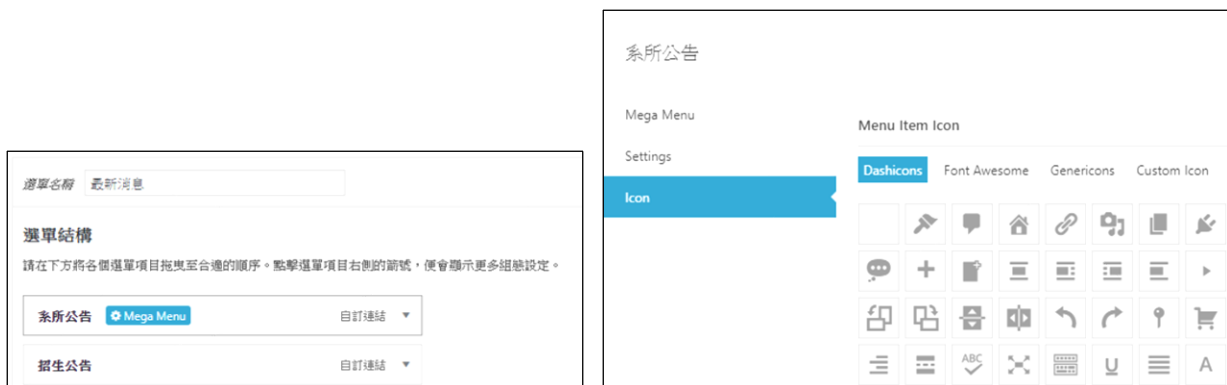 選單名稱 最新消息
選單結構
請在下方將各個選單項目拖曳至合適的順序。點擊選單項目右側的箭號，便會顯示更多組態設定。
系所公告 Mega Menu 自訂連結
招生公告 自訂連結
系所公告
Mega Menu
Settings
Icon
Menu Item Icon
Dashicons Font Awesome Genericons Custom Icon
ABC
U
A